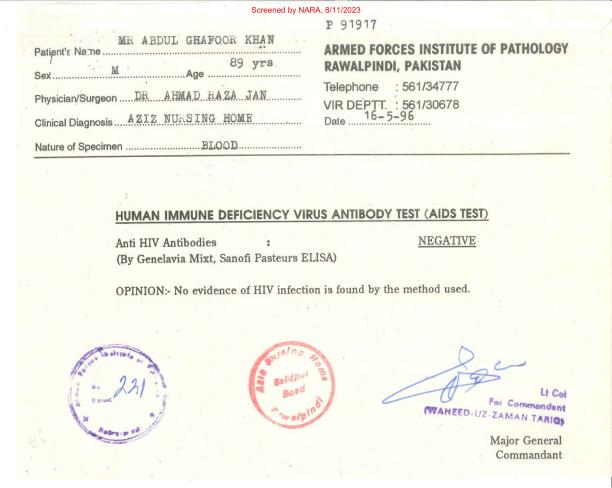 Screened by NARA, 8/11/2023
P 91917
Patient's Name MR ABDUL GHAFOOR KHAN
Sex M Age 89 yrs
Physician/Surgeon DR AHMAD RAZA JAN
Clinical Diagnosis AZIZ NURSING HOME
Nature of Specimen BLOOD
ARMED FORCES INSTITUTE OF PATHOLOGY
RAWALPINDI, PAKISTAN
Telephone : 561/34777
VIR DEPTT. : 561/30678
Date 16-5-96
HUMAN IMMUNE DEFICIENCY VIRUS ANTIBODY TEST (AIDS TEST)
Anti HIV Antibodies : NEGATIVE
(By Genelavia Mixt, Sanofi Pasteurs ELISA)
OPINION:- No evidence of HIV infection is found by the method used.
No 221
Aziz Nursing Home
Saidpur
Road
Rawalpindi
Lt Col
For Commandant
(WAHEED-UZ-ZAMAN TARIQ)
Major General
Commandant